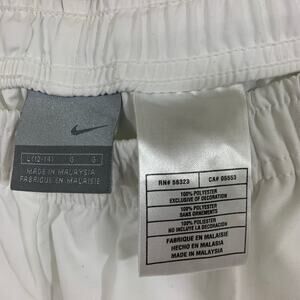 L (12-14) G G
MADE IN MALAYSIA
FABRIQUE EN MALAISIE
RN# 56323 CA# 05553
100% POLYESTER
EXCLUSIVE OF DECORATION
100% POLYESTER
SANS ORNEMENTS
100% POLIESTER
NO INCLUYE LA DECORACION
FABRIQUE EN MALAISIE
HECHO EN MALASIA
MADE IN MALAYSIA